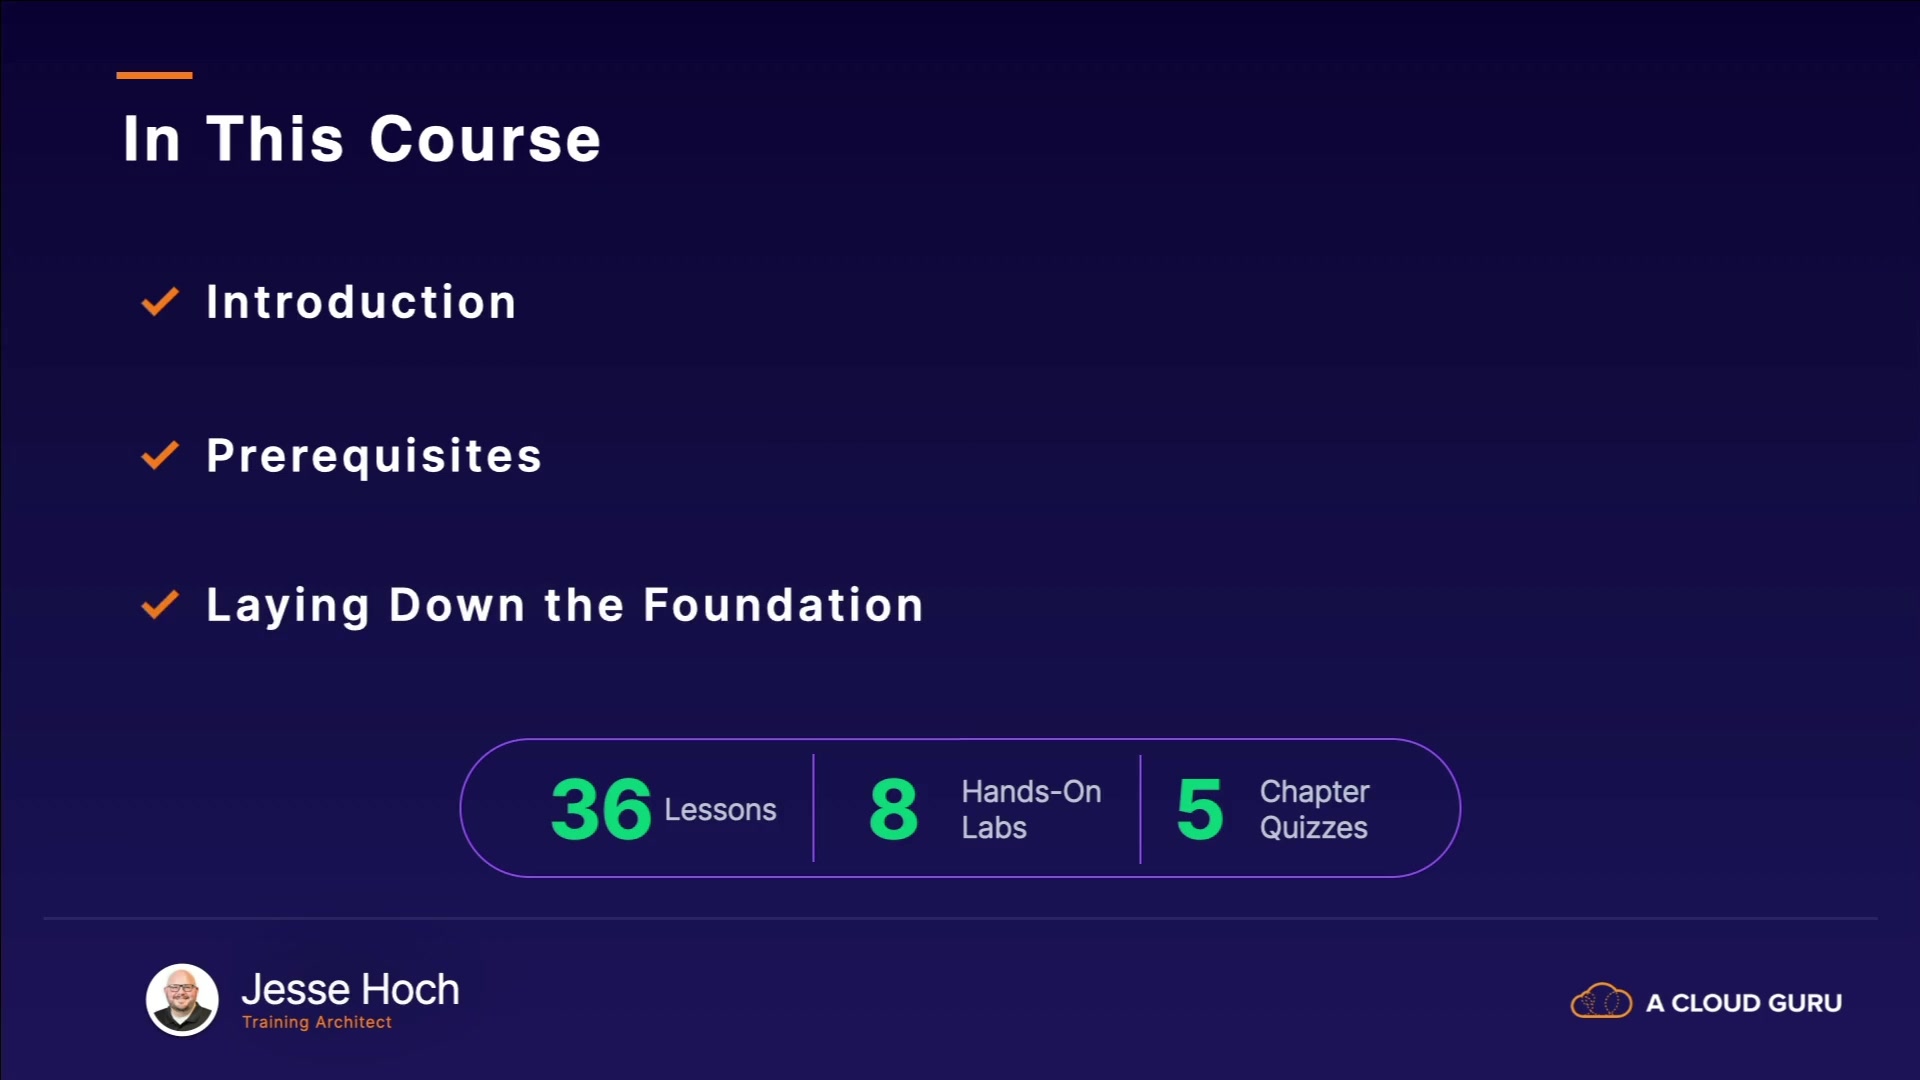 In This Course
Introduction
Prerequisites
Laying Down the Foundation
36 Lessons
8 Hands-On
Labs
5 Chapter
Quizzes
Jesse Hoch
Training Architect
A CLOUD GURU